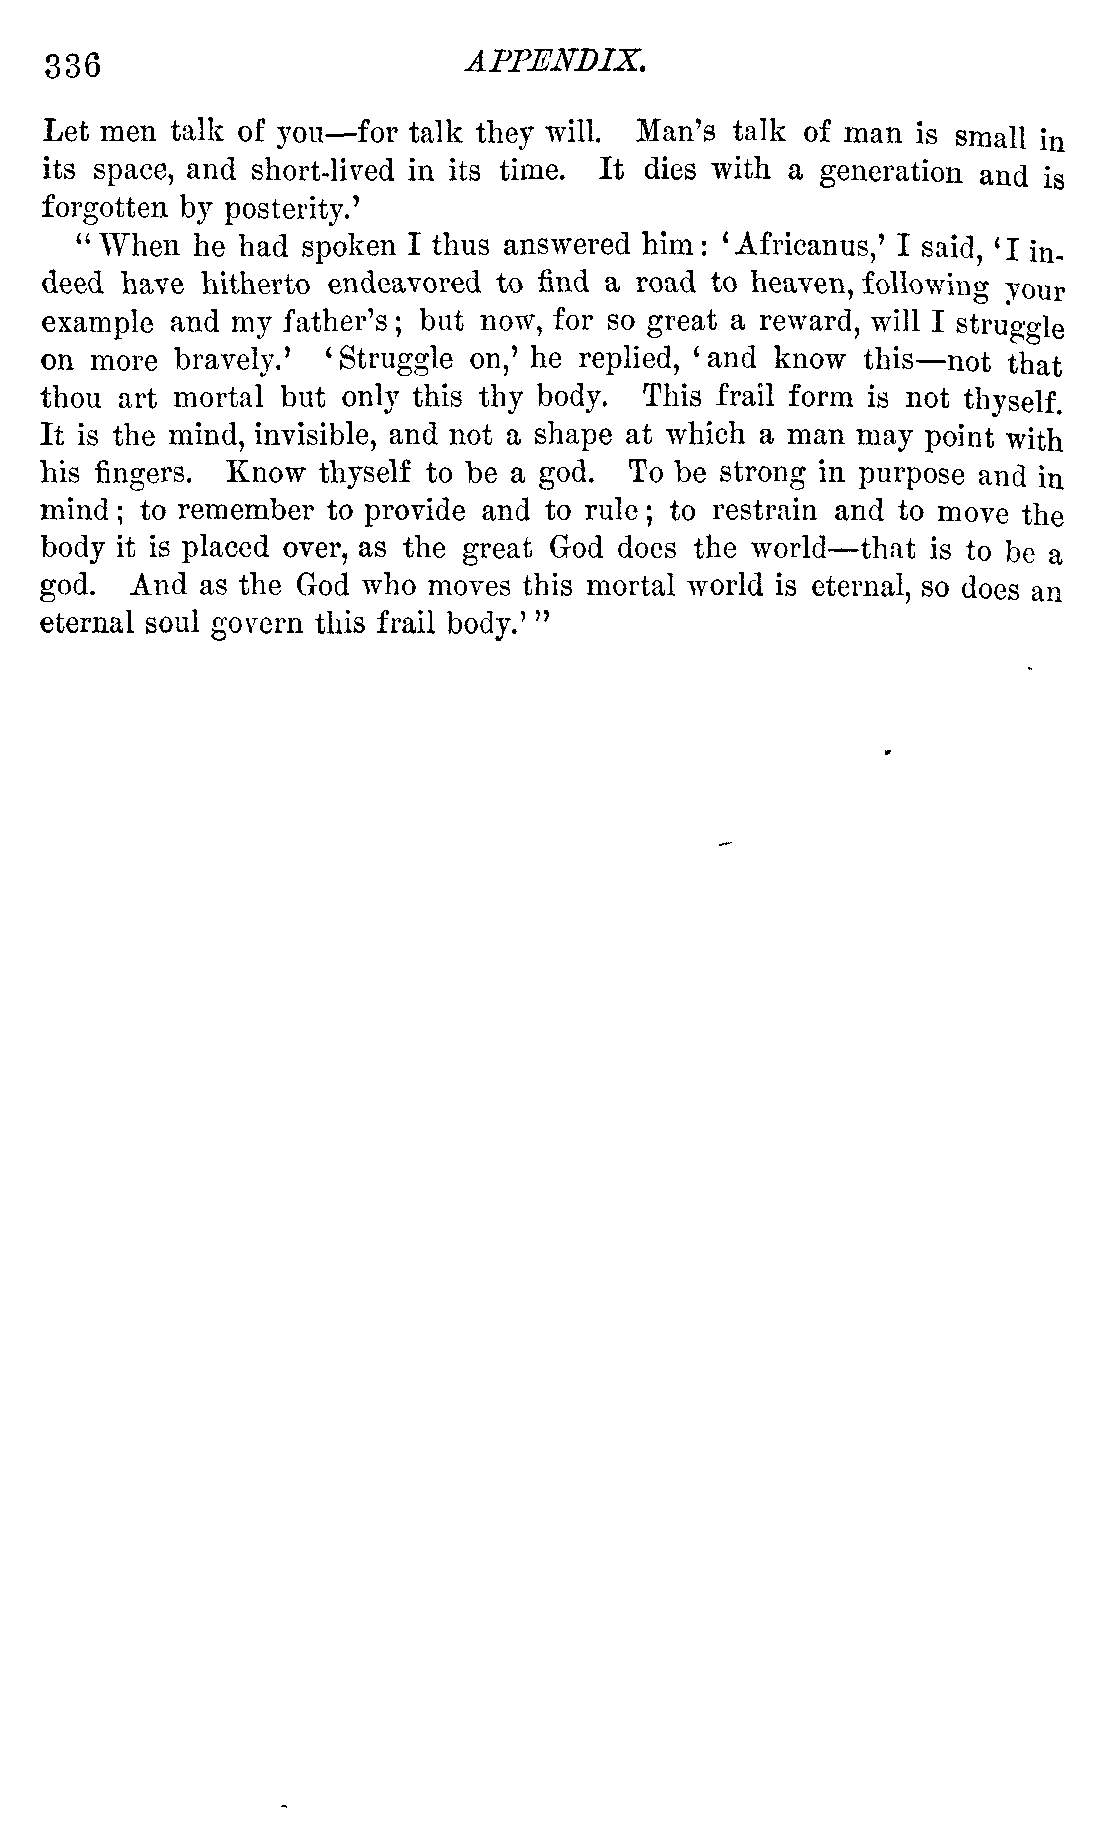 336 APPENDIX.
Let men talk of you—for talk they will. Man's talk of man is small in
its space, and short-lived in its time. It dies with a generation and is
forgotten by posterity.'
"When he had spoken I thus answered him: 'Africanus,' I said, 'I in-
deed have hitherto endeavored to find a road to heaven, following your
example and my father's; but now, for so great a reward, will I struggle
on more bravely.' 'Struggle on,' he replied, 'and know this—not that
thou art mortal but only this thy body. This frail form is not thyself.
It is the mind, invisible, and not a shape at which a man may point with
his fingers. Know thyself to be a god. To be strong in purpose and in
mind; to remember to provide and to rule; to restrain and to move the
body it is placed over, as the great God does the world—that is to be a
god. And as the God who moves this mortal world is eternal, so does an
eternal soul govern this frail body.'"